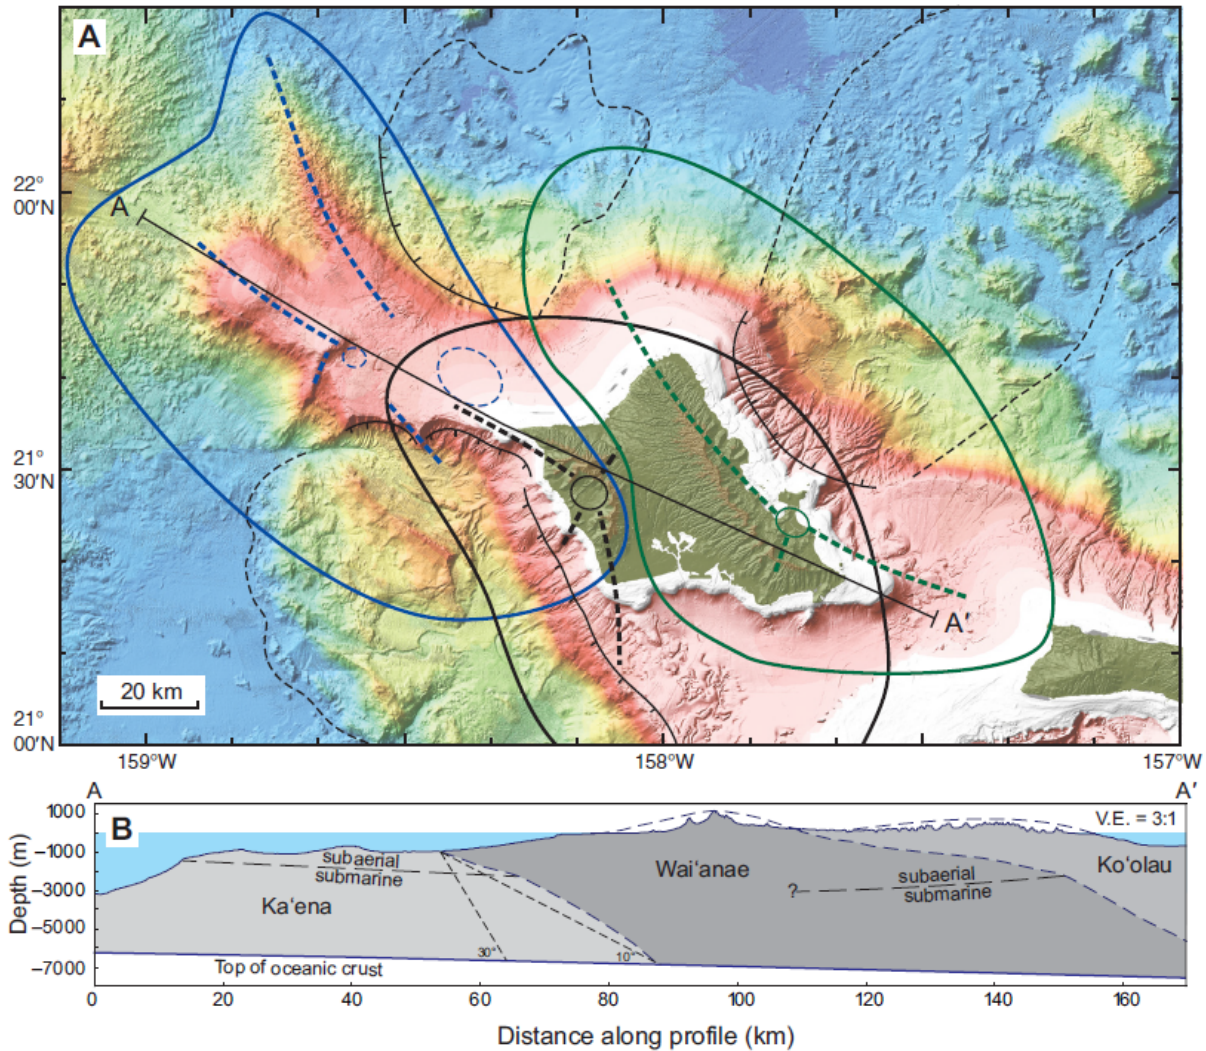 A
22°
00'N
A
21°
30'N
A′
20 km
21°
00'N
159°W
158°W
157°W
A
A′
1000
B
V.E. = 3:1
−1000
subaerial
submarine
Wai‘anae
subaerial
submarine
Ko‘olau
−3000
?
Ka‘ena
−5000
30°
10°
−7000
Top of oceanic crust
Depth (m)
0
20
40
60
80
100
120
140
160
Distance along profile (km)